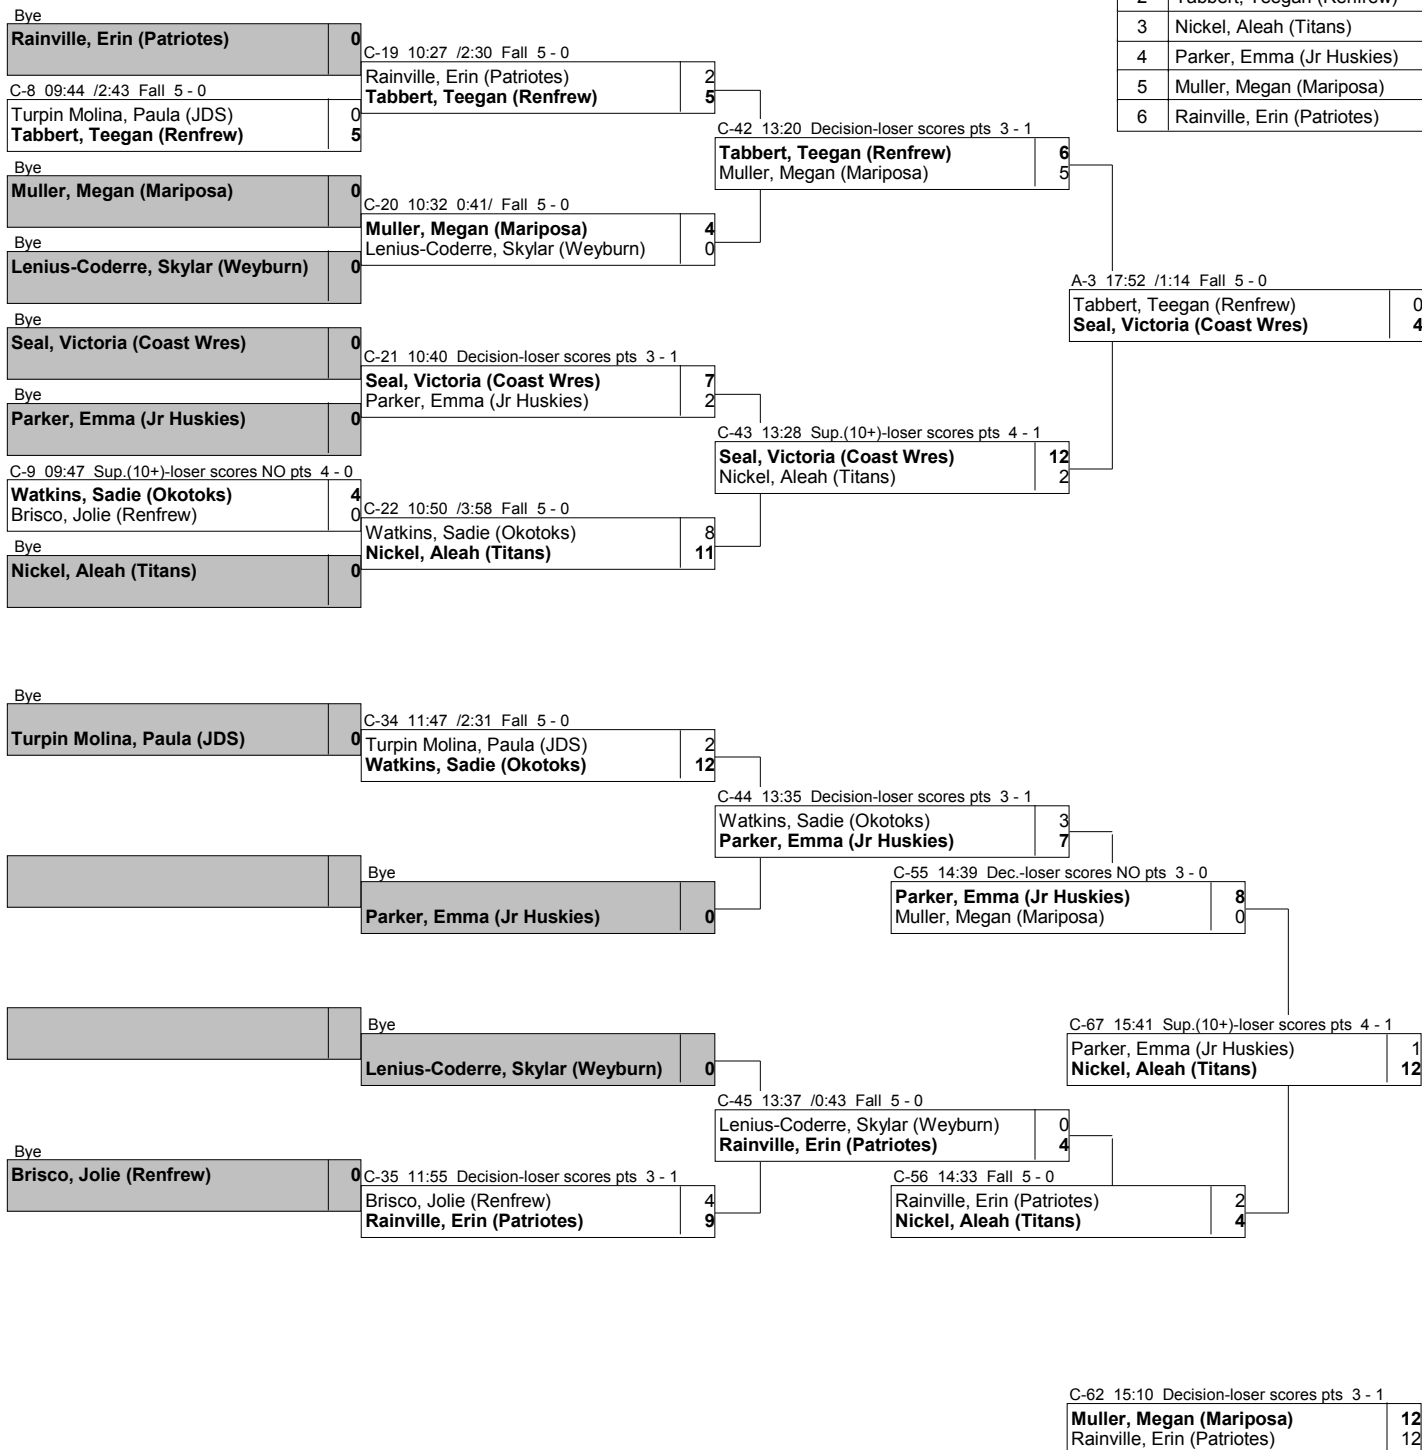 2 Tabbert, Teegan (Renfrew)
3 Nickel, Aleah (Titans)
4 Parker, Emma (Jr Huskies)
5 Muller, Megan (Mariposa)
6 Rainville, Erin (Patriotes)
Bye
Rainville, Erin (Patriotes) 0
C-8 09:44 /2:43 Fall 5 - 0
Turpin Molina, Paula (JDS) 0
Tabbert, Teegan (Renfrew) 5
Bye
Muller, Megan (Mariposa) 0
Bye
Lenius-Coderre, Skylar (Weyburn) 0
Bye
Seal, Victoria (Coast Wres) 0
Bye
Parker, Emma (Jr Huskies) 0
C-9 09:47 Sup.(10+)-loser scores NO pts 4 - 0
Watkins, Sadie (Okotoks) 4
Brisco, Jolie (Renfrew) 0
Bye
Nickel, Aleah (Titans) 0
C-19 10:27 /2:30 Fall 5 - 0
Rainville, Erin (Patriotes) 2
Tabbert, Teegan (Renfrew) 5
C-20 10:32 0:41/ Fall 5 - 0
Muller, Megan (Mariposa) 4
Lenius-Coderre, Skylar (Weyburn) 0
C-21 10:40 Decision-loser scores pts 3 - 1
Seal, Victoria (Coast Wres) 7
Parker, Emma (Jr Huskies) 2
C-22 10:50 /3:58 Fall 5 - 0
Watkins, Sadie (Okotoks) 8
Nickel, Aleah (Titans) 11
C-42 13:20 Decision-loser scores pts 3 - 1
Tabbert, Teegan (Renfrew) 6
Muller, Megan (Mariposa) 5
C-43 13:28 Sup.(10+)-loser scores pts 4 - 1
Seal, Victoria (Coast Wres) 12
Nickel, Aleah (Titans) 2
A-3 17:52 /1:14 Fall 5 - 0
Tabbert, Teegan (Renfrew) 0
Seal, Victoria (Coast Wres) 4
Bye
Turpin Molina, Paula (JDS) 0
Bye
Brisco, Jolie (Renfrew) 0
C-34 11:47 /2:31 Fall 5 - 0
Turpin Molina, Paula (JDS) 2
Watkins, Sadie (Okotoks) 12
Bye
Parker, Emma (Jr Huskies) 0
Bye
Lenius-Coderre, Skylar (Weyburn) 0
C-35 11:55 Decision-loser scores pts 3 - 1
Brisco, Jolie (Renfrew) 4
Rainville, Erin (Patriotes) 9
C-44 13:35 Decision-loser scores pts 3 - 1
Watkins, Sadie (Okotoks) 3
Parker, Emma (Jr Huskies) 7
C-45 13:37 /0:43 Fall 5 - 0
Lenius-Coderre, Skylar (Weyburn) 0
Rainville, Erin (Patriotes) 4
C-55 14:39 Dec.-loser scores NO pts 3 - 0
Parker, Emma (Jr Huskies) 8
Muller, Megan (Mariposa) 0
C-56 14:33 Fall 5 - 0
Rainville, Erin (Patriotes) 2
Nickel, Aleah (Titans) 4
C-67 15:41 Sup.(10+)-loser scores pts 4 - 1
Parker, Emma (Jr Huskies) 1
Nickel, Aleah (Titans) 12
C-62 15:10 Decision-loser scores pts 3 - 1
Muller, Megan (Mariposa) 12
Rainville, Erin (Patriotes) 12